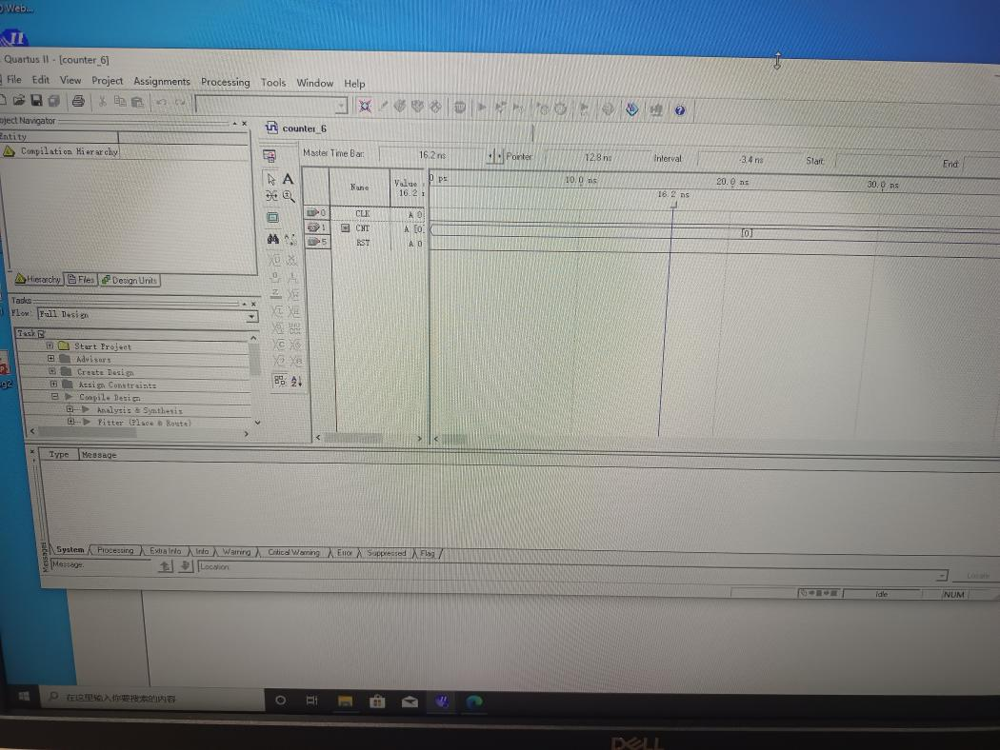 Web...
Quartus II - [counter_6]
File Edit View Project Assignments Processing Tools Window Help
oject Navigator
Entity
Compilation Hierarchy
Hierarchy Files Design Units
Tasks
Flow: Full Design
Task
Start Project
Advisors
Create Design
Assign Constraints
Compile Design
Analysis & Synthesis
Fitter (Place & Route)
counter_6
Master Time Bar: 16.2 ns Pointer: 12.8 ns Interval: -3.4 ns Start: End:
Name Value 16.2
0 ps 10.0 ns 20.0 ns 30.0 ns
16.2 ns
0 CLK A 0
1 CNT A [0] [0]
5 RST A 0
Type Message
System Processing Extra Info Info Warning Critical Warning Error Suppressed Flag
Messages
Message: Location: Locate
Idle NUM
在这里输入你要搜索的内容
DELL